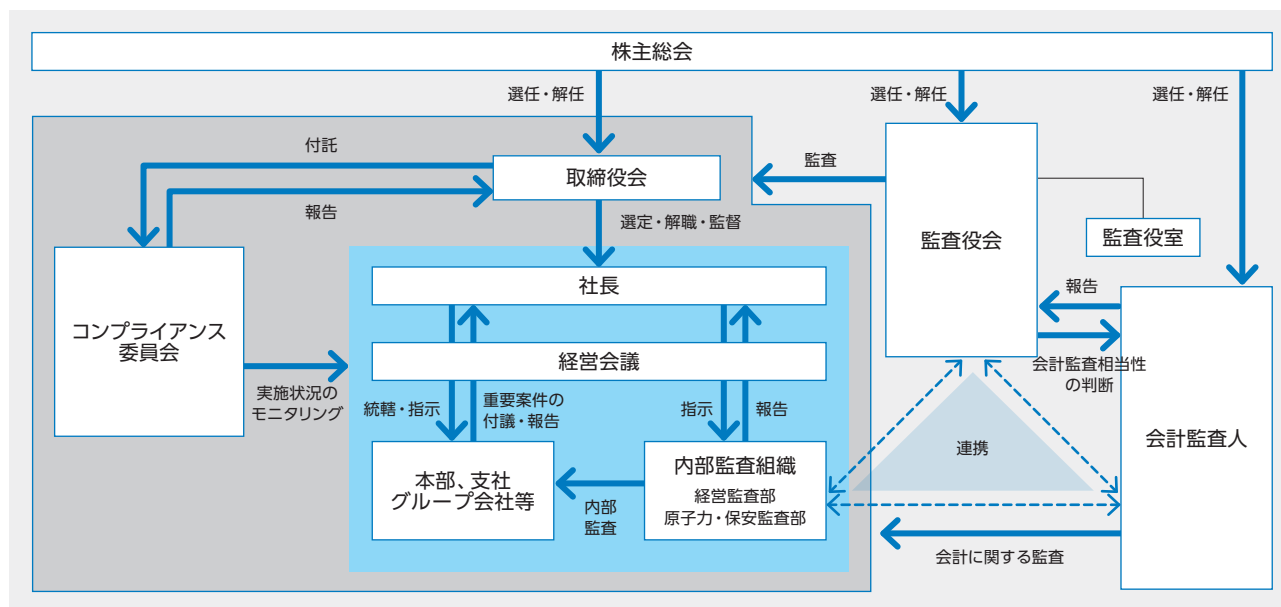 株主総会
選任・解任
選任・解任
選任・解任
付託
取締役会
監査
報告
選定・解職・監督
監査役会
監査役室
社長
報告
コンプライアンス
委員会
経営会議
会計監査相当性
の判断
実施状況の
モニタリング
統轄・指示
重要案件の
付議・報告
指示
報告
連携
会計監査人
本部、支社
グループ会社等
内部
監査
内部監査組織
経営監査部
原子力・保安監査部
会計に関する監査